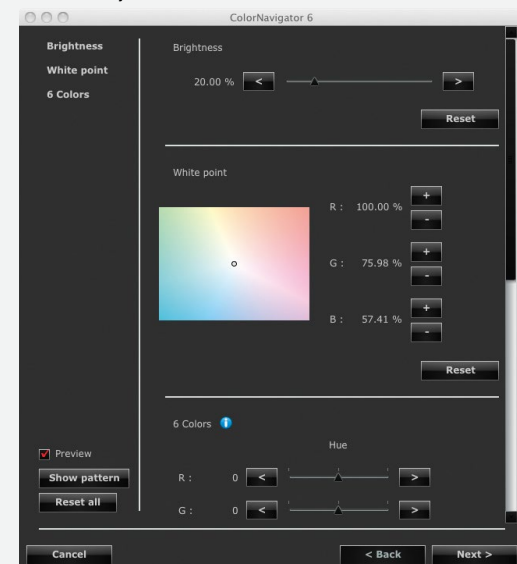 ColorNavigator 6
Brightness
White point
6 Colors
Brightness
20.00 % < >
Reset
White point
R : 100.00 % +
-
G : 75.98 % +
-
B : 57.41 % +
-
Reset
6 Colors i
Hue
R : 0 < >
G : 0 < >
Preview
Show pattern
Reset all
Cancel
< Back
Next >